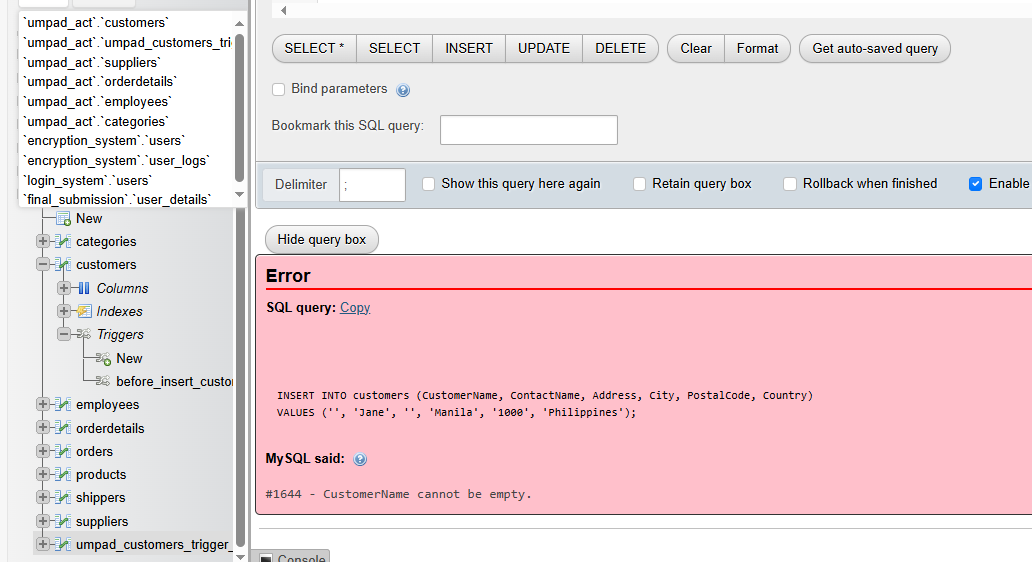 `umpad_act`.`customers`
`umpad_act`.`umpad_customers_tri
`umpad_act`.`suppliers`
`umpad_act`.`orderdetails`
`umpad_act`.`employees`
`umpad_act`.`categories`
`encryption_system`.`users`
`encryption_system`.`user_logs`
`login_system`.`users`
`final_submission`.`user_details`
New
categories
customers
Columns
Indexes
Triggers
New
before_insert_custo
employees
orderdetails
orders
products
shippers
suppliers
umpad_customers_trigger_
SELECT * SELECT INSERT UPDATE DELETE Clear Format Get auto-saved query
Bind parameters
Bookmark this SQL query:
Delimiter ; Show this query here again Retain query box Rollback when finished Enable
Hide query box
Error
SQL query: Copy
INSERT INTO customers (CustomerName, ContactName, Address, City, PostalCode, Country)
VALUES ('', 'Jane', '', 'Manila', '1000', 'Philippines');
MySQL said:
#1644 - CustomerName cannot be empty.
Console